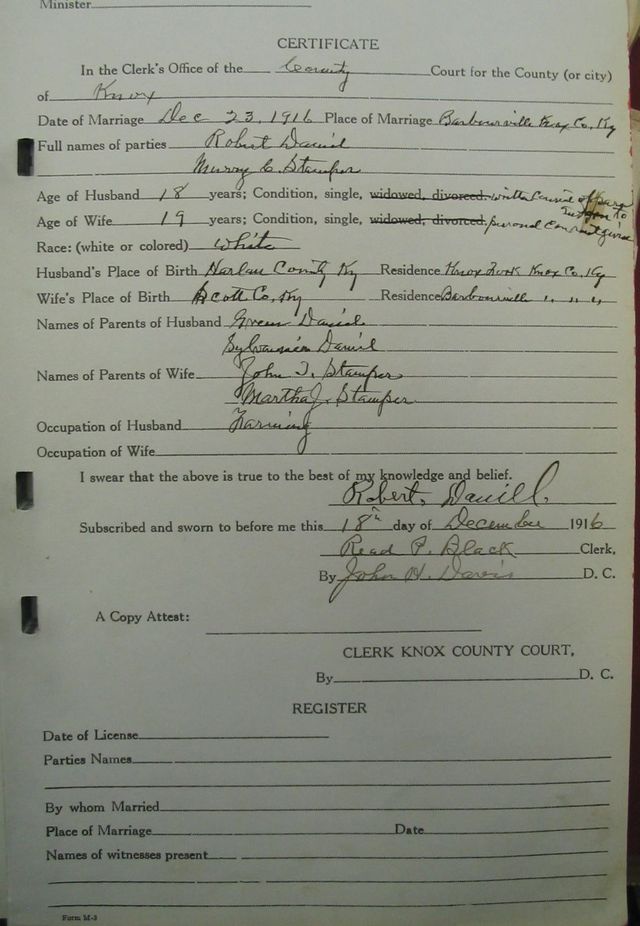 Minister
CERTIFICATE
In the Clerk's Office of the County Court for the County (or city)
of Knox
Date of Marriage Dec 23, 1916 Place of Marriage Barbourville Knox Co, Ky
Full names of parties Robert Daniel
C. Stamper
Age of Husband 18 years; Condition, single, widowed, divorced. written consent of
Age of Wife 19 years; Condition, single, widowed, divorced. personal consent given
Race: (white or colored) White
Husband's Place of Birth Harlan County Ky Residence Knox Fork Knox Co. Ky
Wife's Place of Birth Scott Co, Ky Residence Barbourville " " "
Names of Parents of Husband Green Daniel
Daniel
Names of Parents of Wife John T. Stamper
Martha J. Stamper
Occupation of Husband Farming
Occupation of Wife
I swear that the above is true to the best of my knowledge and belief.
Robert, Daniell.
Subscribed and sworn to before me this 18th day of December 1916
Read P. Black Clerk,
By John H. Davis D. C.
A Copy Attest:
CLERK KNOX COUNTY COURT,
By D. C.
REGISTER
Date of License
Parties Names
By whom Married
Place of Marriage Date
Names of witnesses present
Form M-3